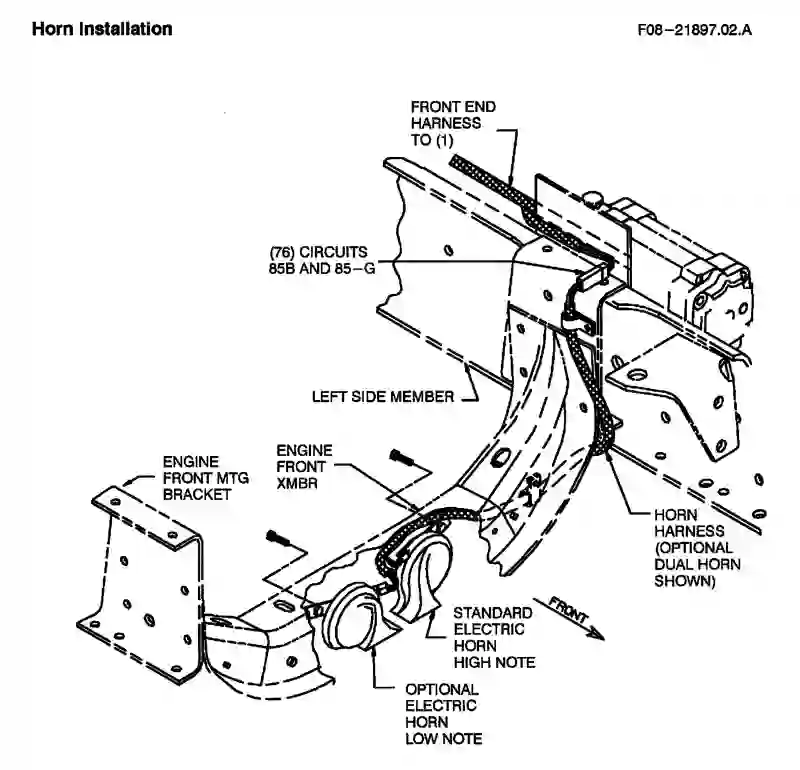 Horn Installation
F08-21897.02.A
FRONT END
HARNESS
TO (1)
(76) CIRCUITS
85B AND 85-G
LEFT SIDE MEMBER
ENGINE
FRONT MTG
BRACKET
ENGINE
FRONT
XMBR
HORN
HARNESS
(OPTIONAL
DUAL HORN
SHOWN)
FRONT
STANDARD
ELECTRIC
HORN
HIGH NOTE
OPTIONAL
ELECTRIC
HORN
LOW NOTE